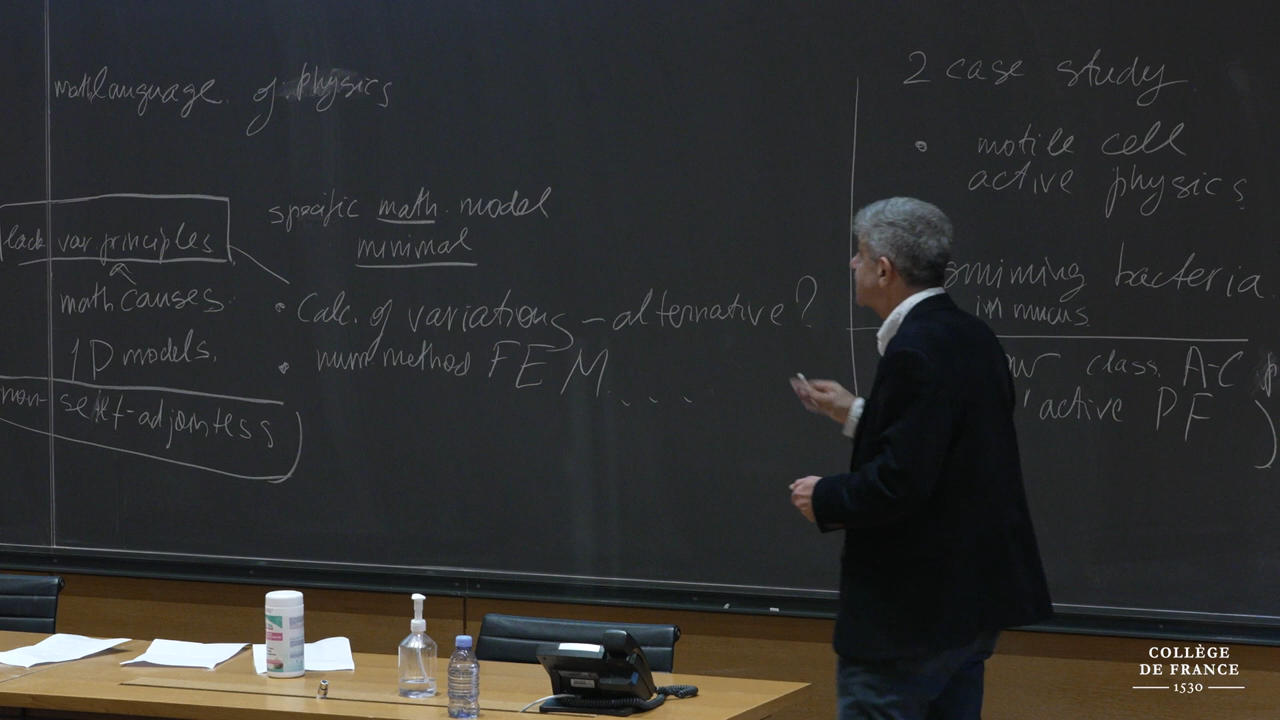 math language of physics
specific math. model
minimal
lack var principles
math causes
1D models.
non- self-adjointess
• Calc. of variations - alternative?
• num. method FEM....
2 case study
• motile cell
active physics
bacteria
in mucus
class A-C
active PF )
COLLÈGE
DE FRANCE
1530